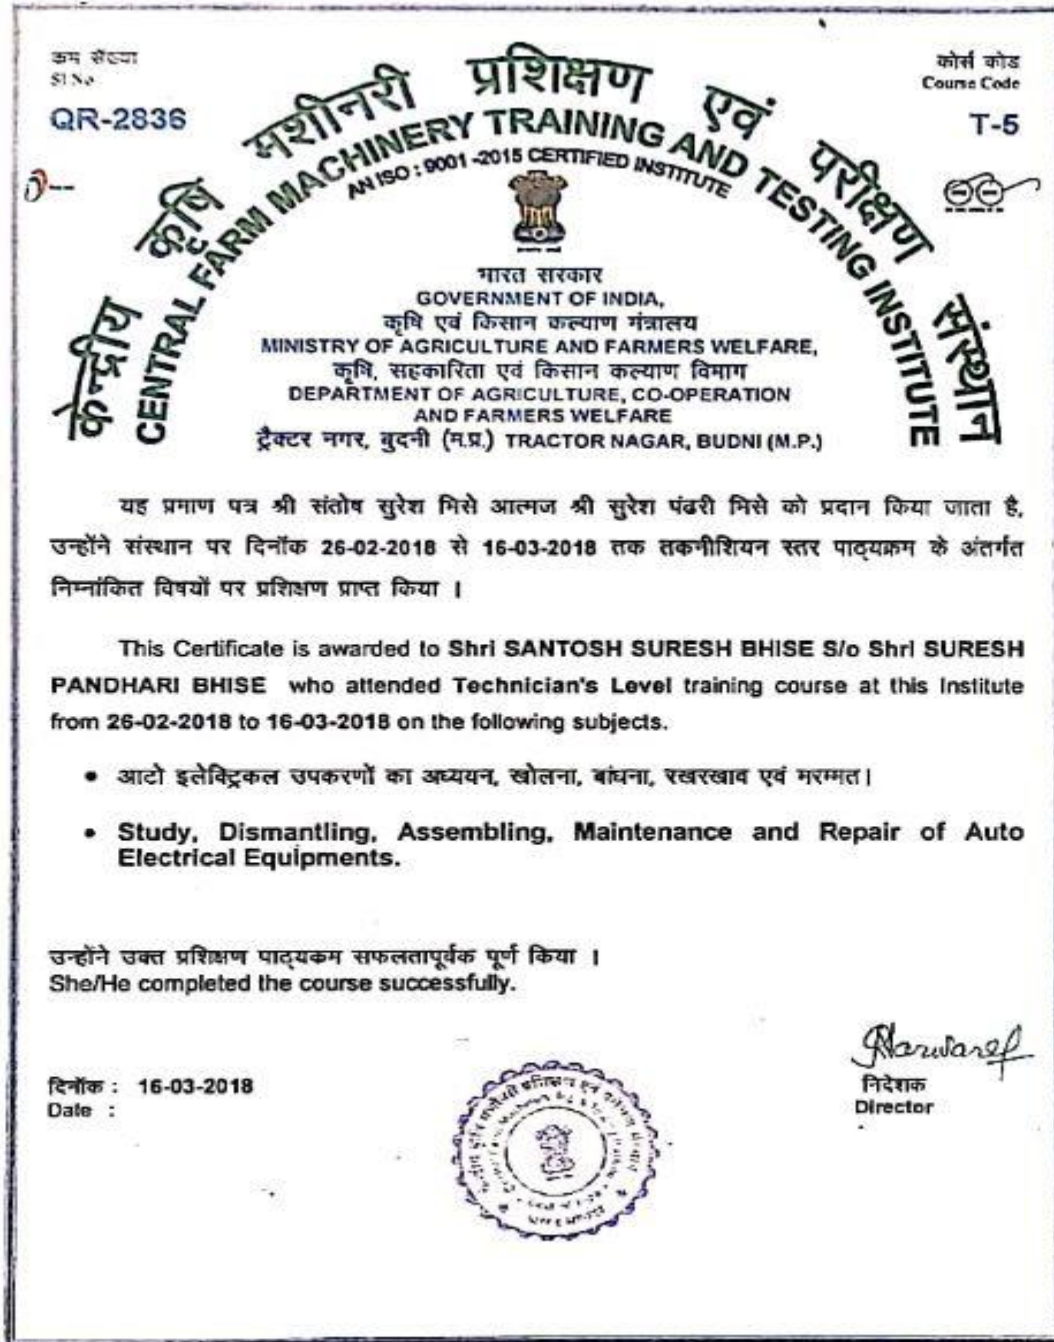 क्रम संख्या
Sl No
QR-2836
कोर्स कोड
Course Code
T-5
केन्द्रीय कृषि मशीनरी प्रशिक्षण एवं परीक्षण संस्थान
CENTRAL FARM MACHINERY TRAINING AND TESTING INSTITUTE
AN ISO : 9001 -2015 CERTIFIED INSTITUTE
भारत सरकार
GOVERNMENT OF INDIA,
कृषि एवं किसान कल्याण मंत्रालय
MINISTRY OF AGRICULTURE AND FARMERS WELFARE,
कृषि, सहकारिता एवं किसान कल्याण विभाग
DEPARTMENT OF AGRICULTURE, CO-OPERATION
AND FARMERS WELFARE
ट्रैक्टर नगर, बुदनी (म.प्र.) TRACTOR NAGAR, BUDNI (M.P.)
यह प्रमाण पत्र श्री संतोष सुरेश भिसे आत्मज श्री सुरेश पंढरी भिसे को प्रदान किया जाता है,
उन्होंने संस्थान पर दिनॉक 26-02-2018 से 16-03-2018 तक तकनीशियन स्तर पाठ्यक्रम के अंतर्गत
निम्नांकित विषयों पर प्रशिक्षण प्राप्त किया ।
This Certificate is awarded to Shri SANTOSH SURESH BHISE S/o Shri SURESH
PANDHARI BHISE who attended Technician's Level training course at this Institute
from 26-02-2018 to 16-03-2018 on the following subjects.
• आटो इलेक्ट्रिकल उपकरणों का अध्ययन, खोलना, बांधना, रखरखाव एवं मरम्मत।
• Study, Dismantling, Assembling, Maintenance and Repair of Auto
Electrical Equipments.
उन्होंने उक्त प्रशिक्षण पाठ्यकम सफलतापूर्वक पूर्ण किया ।
She/He completed the course successfully.
दिनॉक : 16-03-2018
Date :
निदेशक
Director